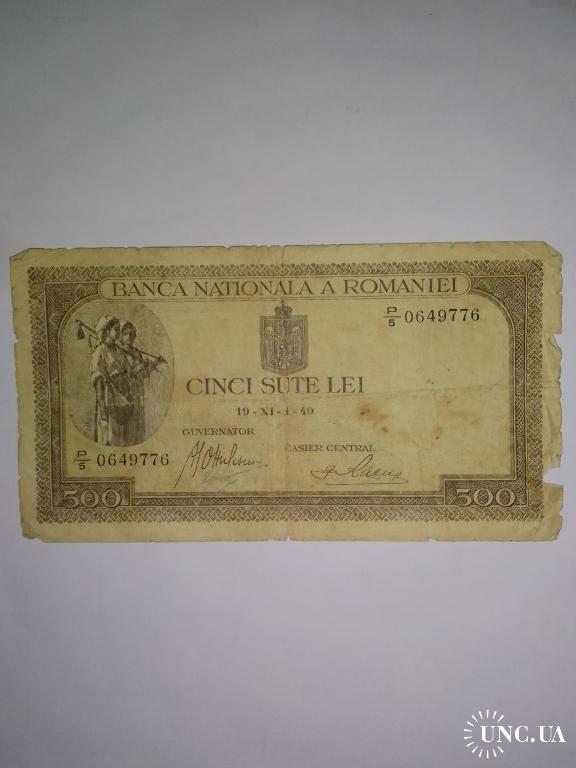 BANCA NATIONALA A ROMANIEI
P/5 0649776
CINCI SUTE LEI
19-XI-1-40
GUVERNATOR
CASIER CENTRAL
P/5 0649776
500
500
UNC.UA